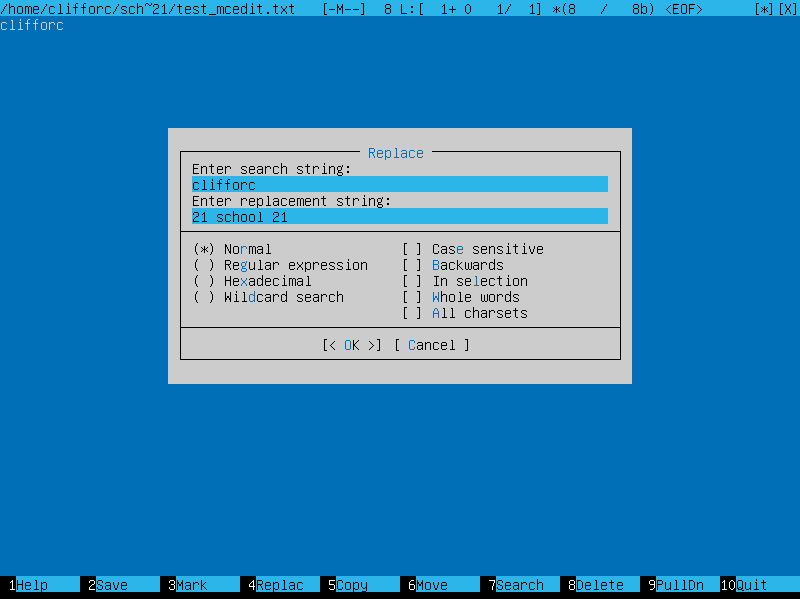 /home/clifforc/sch~21/test_mcedit.txt [-M--] 8 L:[ 1+ 0 1/ 1] *(8 / 8b) <EOF> [*][X]
clifforc
Replace
Enter search string:
clifforc
Enter replacement string:
21 school 21
(*) Normal [ ] Case sensitive
( ) Regular expression [ ] Backwards
( ) Hexadecimal [ ] In selection
( ) Wildcard search [ ] Whole words
[ ] All charsets
[< OK >] [ Cancel ]
1Help 2Save 3Mark 4Replac 5Copy 6Move 7Search 8Delete 9PullDn 10Quit